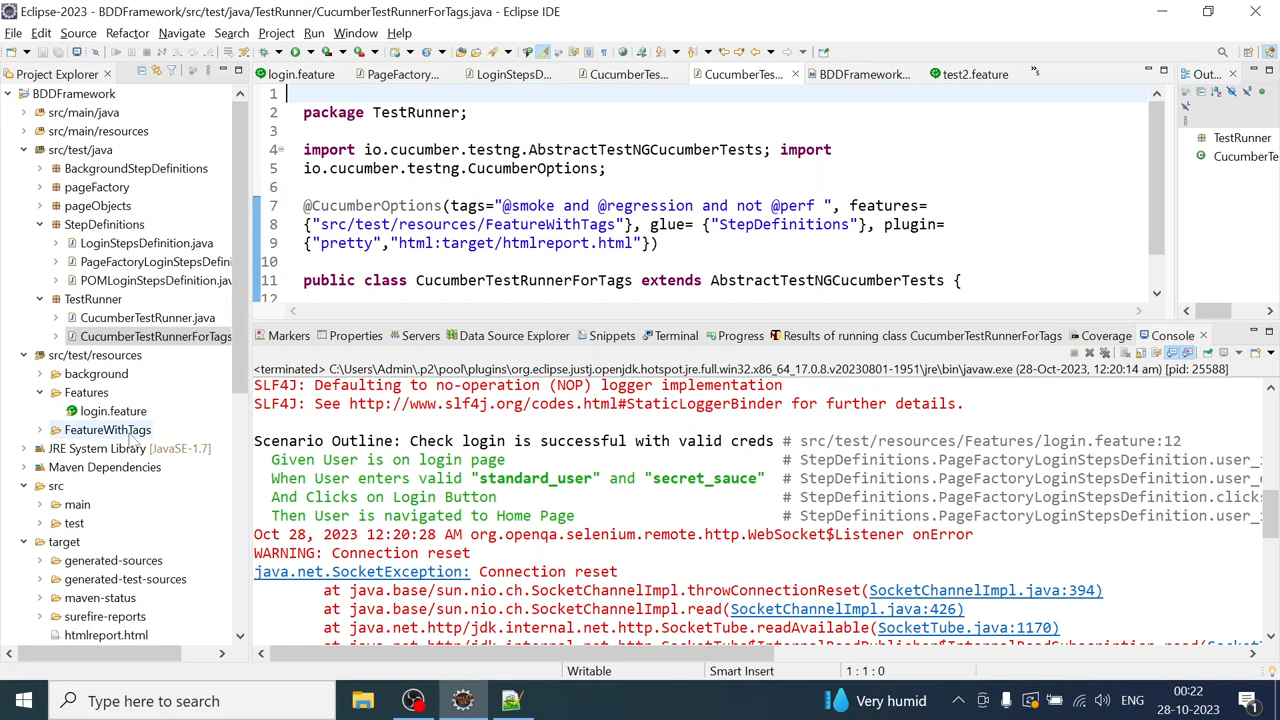 Eclipse-2023 - BDDFramework/src/test/java/TestRunner/CucumberTestRunnerForTags.java - Eclipse IDE
File Edit Source Refactor Navigate Search Project Run Window Help
Project Explorer
login.feature PageFactory... LoginStepsD... CucumberTes... CucumberTes... BDDFramework... test2.feature
Out...
BDDFramework
src/main/java
src/main/resources
src/test/java
BackgroundStepDefinitions
pageFactory
pageObjects
StepDefinitions
LoginStepsDefinition.java
PageFactoryLoginStepsDefini
POMLoginStepsDefinition.jav
TestRunner
CucumberTestRunner.java
CucumberTestRunnerForTags
src/test/resources
background
Features
login.feature
FeatureWithTags
JRE System Library [JavaSE-1.7]
Maven Dependencies
src
main
test
target
generated-sources
generated-test-sources
maven-status
surefire-reports
htmlreport.html
1
2 package TestRunner;
3
4 import io.cucumber.testng.AbstractTestNGCucumberTests; import
5 io.cucumber.testng.CucumberOptions;
6
7 @CucumberOptions(tags="@smoke and @regression and not @perf ", features=
8 {"src/test/resources/FeatureWithTags"}, glue= {"StepDefinitions"}, plugin=
9 {"pretty","html:target/htmlreport.html"})
10
11 public class CucumberTestRunnerForTags extends AbstractTestNGCucumberTests {
12
TestRunner
CucumberTe
Markers Properties Servers Data Source Explorer Snippets Terminal Progress Results of running class CucumberTestRunnerForTags Coverage Console
<terminated> C:\Users\Admin\.p2\pool\plugins\org.eclipse.justj.openjdk.hotspot.jre.full.win32.x86_64_17.0.8.v20230801-1951\jre\bin\javaw.exe (28-Oct-2023, 12:20:14 am) [pid: 25588]
SLF4J: Defaulting to no-operation (NOP) logger implementation
SLF4J: See http://www.slf4j.org/codes.html#StaticLoggerBinder for further details.
Scenario Outline: Check login is successful with valid creds # src/test/resources/Features/login.feature:12
Given User is on login page # StepDefinitions.PageFactoryLoginStepsDefinition.user_
When User enters valid "standard_user" and "secret_sauce" # StepDefinitions.PageFactoryLoginStepsDefinition.user_
And Clicks on Login Button # StepDefinitions.PageFactoryLoginStepsDefinition.click
Then User is navigated to Home Page # StepDefinitions.PageFactoryLoginStepsDefinition.user_
Oct 28, 2023 12:20:28 AM org.openqa.selenium.remote.http.WebSocket$Listener onError
WARNING: Connection reset
java.net.SocketException: Connection reset
at java.base/sun.nio.ch.SocketChannelImpl.throwConnectionReset(SocketChannelImpl.java:394)
at java.base/sun.nio.ch.SocketChannelImpl.read(SocketChannelImpl.java:426)
at java.net.http/jdk.internal.net.http.SocketTube.readAvailable(SocketTube.java:1170)
Writable Smart Insert 1 : 1 : 0
Type here to search
Very humid
ENG
00:22
28-10-2023
1